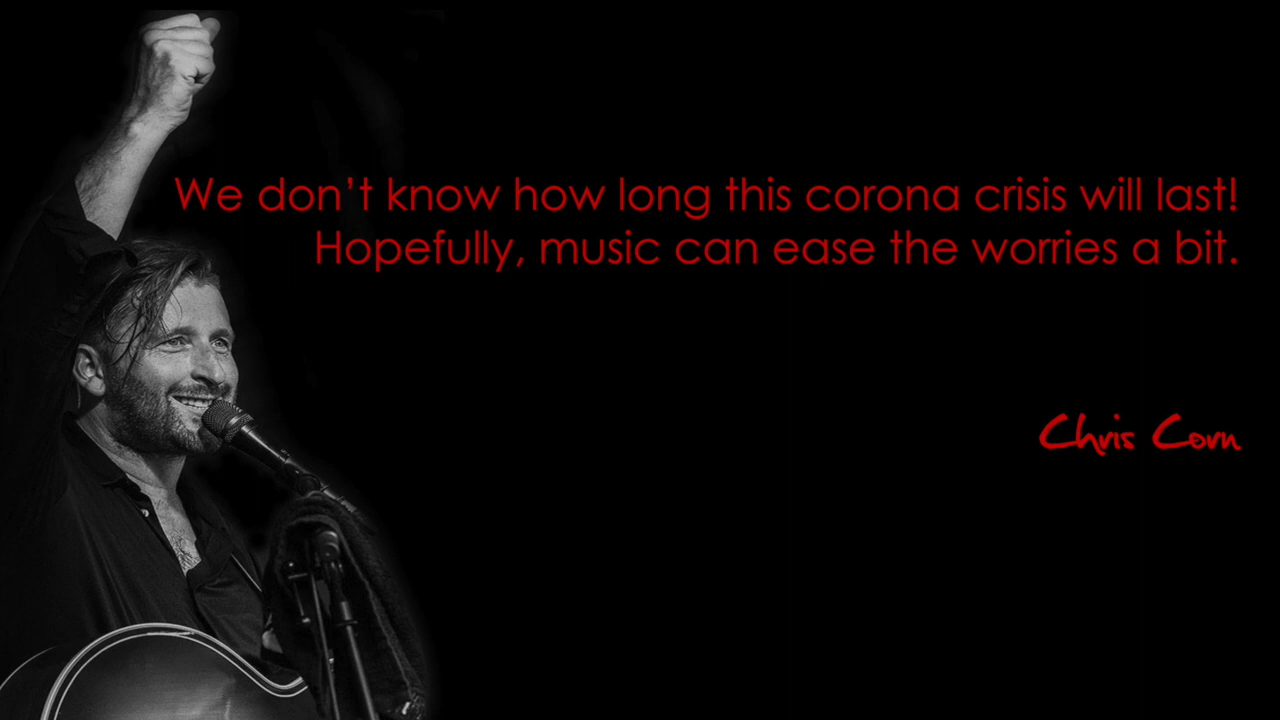 We don’t know how long this corona crisis will last!
Hopefully, music can ease the worries a bit.
Chris Corn